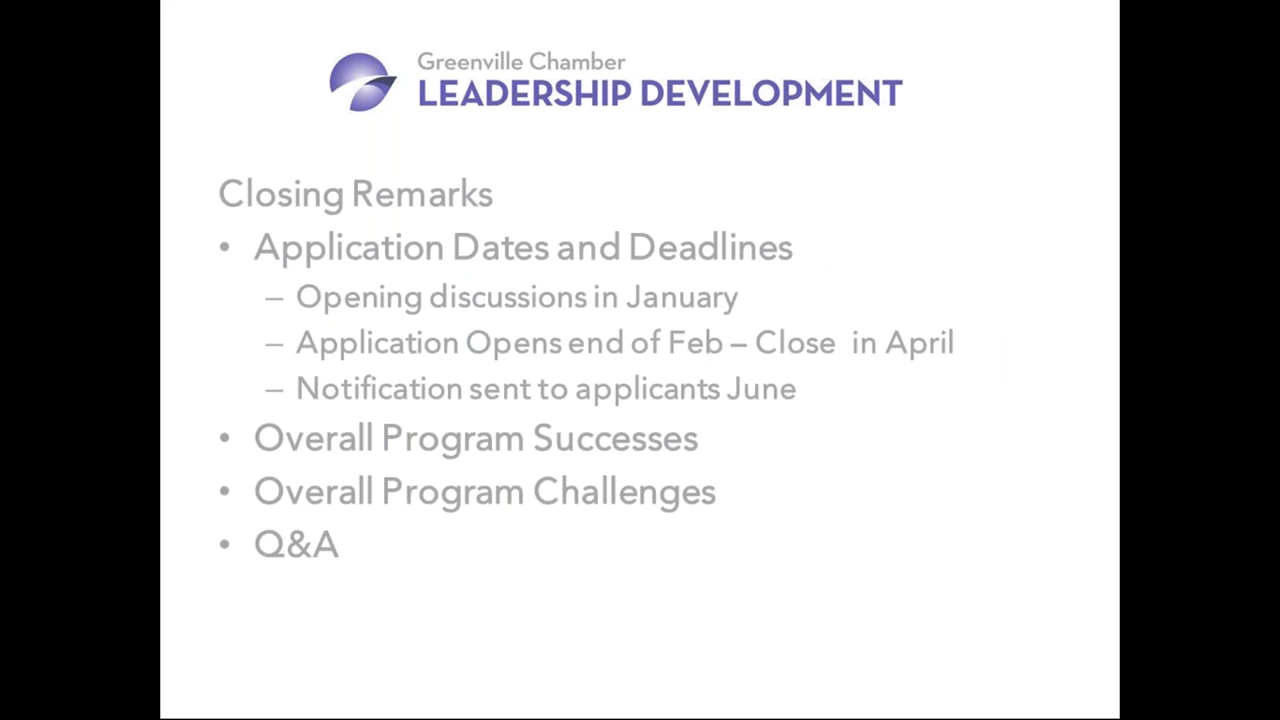 Greenville Chamber
LEADERSHIP DEVELOPMENT
Closing Remarks
• Application Dates and Deadlines
– Opening discussions in January
– Application Opens end of Feb – Close in April
– Notification sent to applicants June
• Overall Program Successes
• Overall Program Challenges
• Q&A